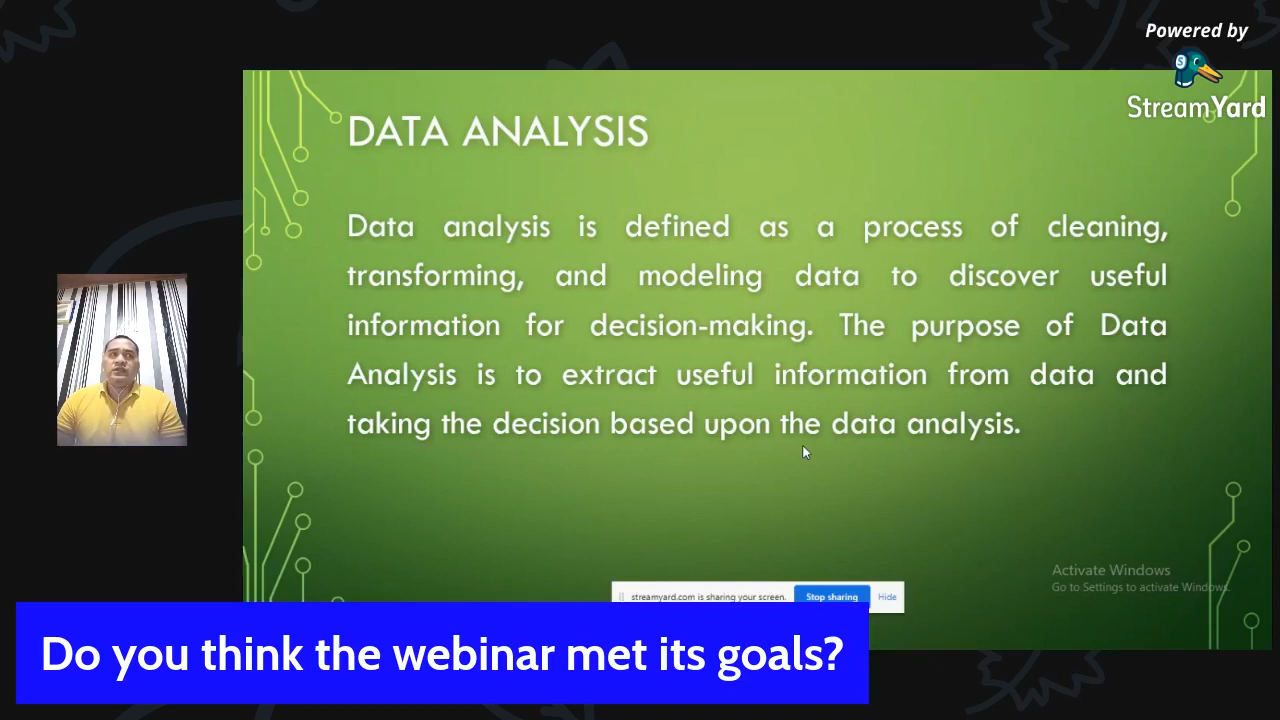 Powered by
StreamYard
DATA ANALYSIS
Data analysis is defined as a process of cleaning,
transforming, and modeling data to discover useful
information for decision-making. The purpose of Data
Analysis is to extract useful information from data and
taking the decision based upon the data analysis.
Activate Windows
Go to Settings to activate Windows.
streamyard.com is sharing your screen. Stop sharing Hide
Do you think the webinar met its goals?